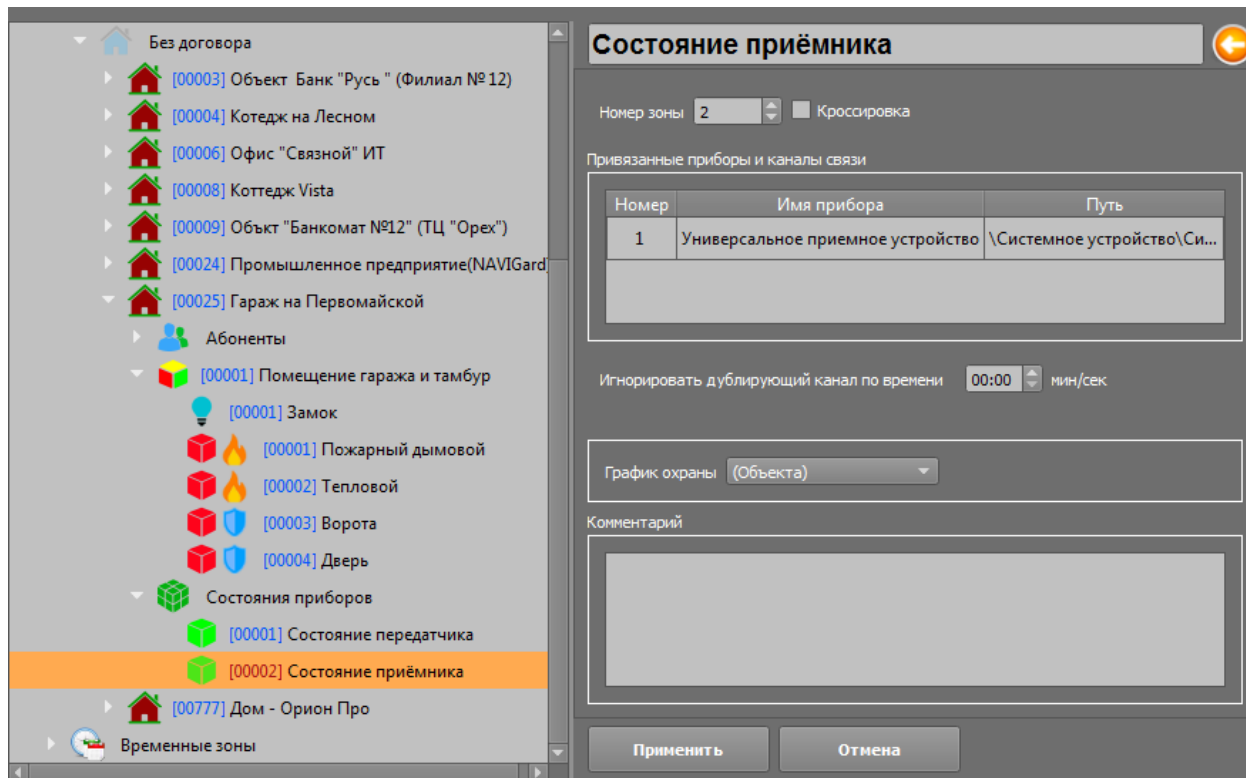 Без договора
[00003] Объект Банк "Русь " (Филиал №12)
[00004] Котедж на Лесном
[00006] Офис "Связной" ИТ
[00008] Коттедж Vista
[00009] Объкт "Банкомат №12" (ТЦ "Орех")
[00024] Промышленное предприятие(NAVIGard)
[00025] Гараж на Первомайской
Абоненты
[00001] Помещение гаража и тамбур
[00001] Замок
[00001] Пожарный дымовой
[00002] Тепловой
[00003] Ворота
[00004] Дверь
Состояния приборов
[00001] Состояние передатчика
[00002] Состояние приёмника
[00777] Дом - Орион Про
Временные зоны
Состояние приёмника
Номер зоны 2 Кроссировка
Привязанные приборы и каналы связи
Номер Имя прибора Путь
1 Универсальное приемное устройство \Системное устройство\Си...
Игнорировать дублирующий канал по времени 00:00 мин/сек
График охраны (Объекта)
Комментарий
Применить Отмена